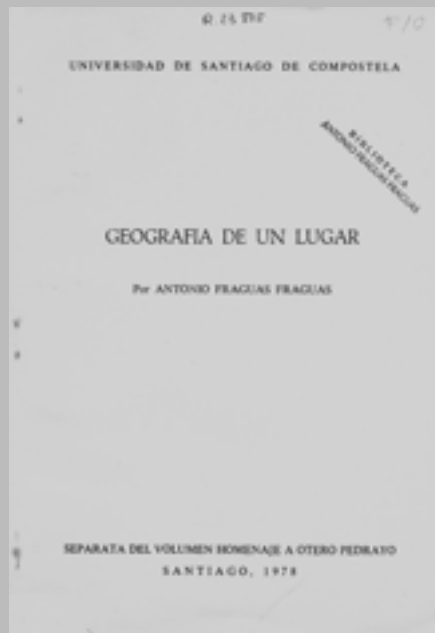 UNIVERSIDAD DE SANTIAGO DE COMPOSTELA
BIBLIOTECA
ANTONIO FRAGUAS FRAGUAS
GEOGRAFIA DE UN LUGAR
Por ANTONIO FRAGUAS FRAGUAS
SEPARATA DEL VOLUMEN HOMENAJE A OTERO PEDRAYO
SANTIAGO, 1978